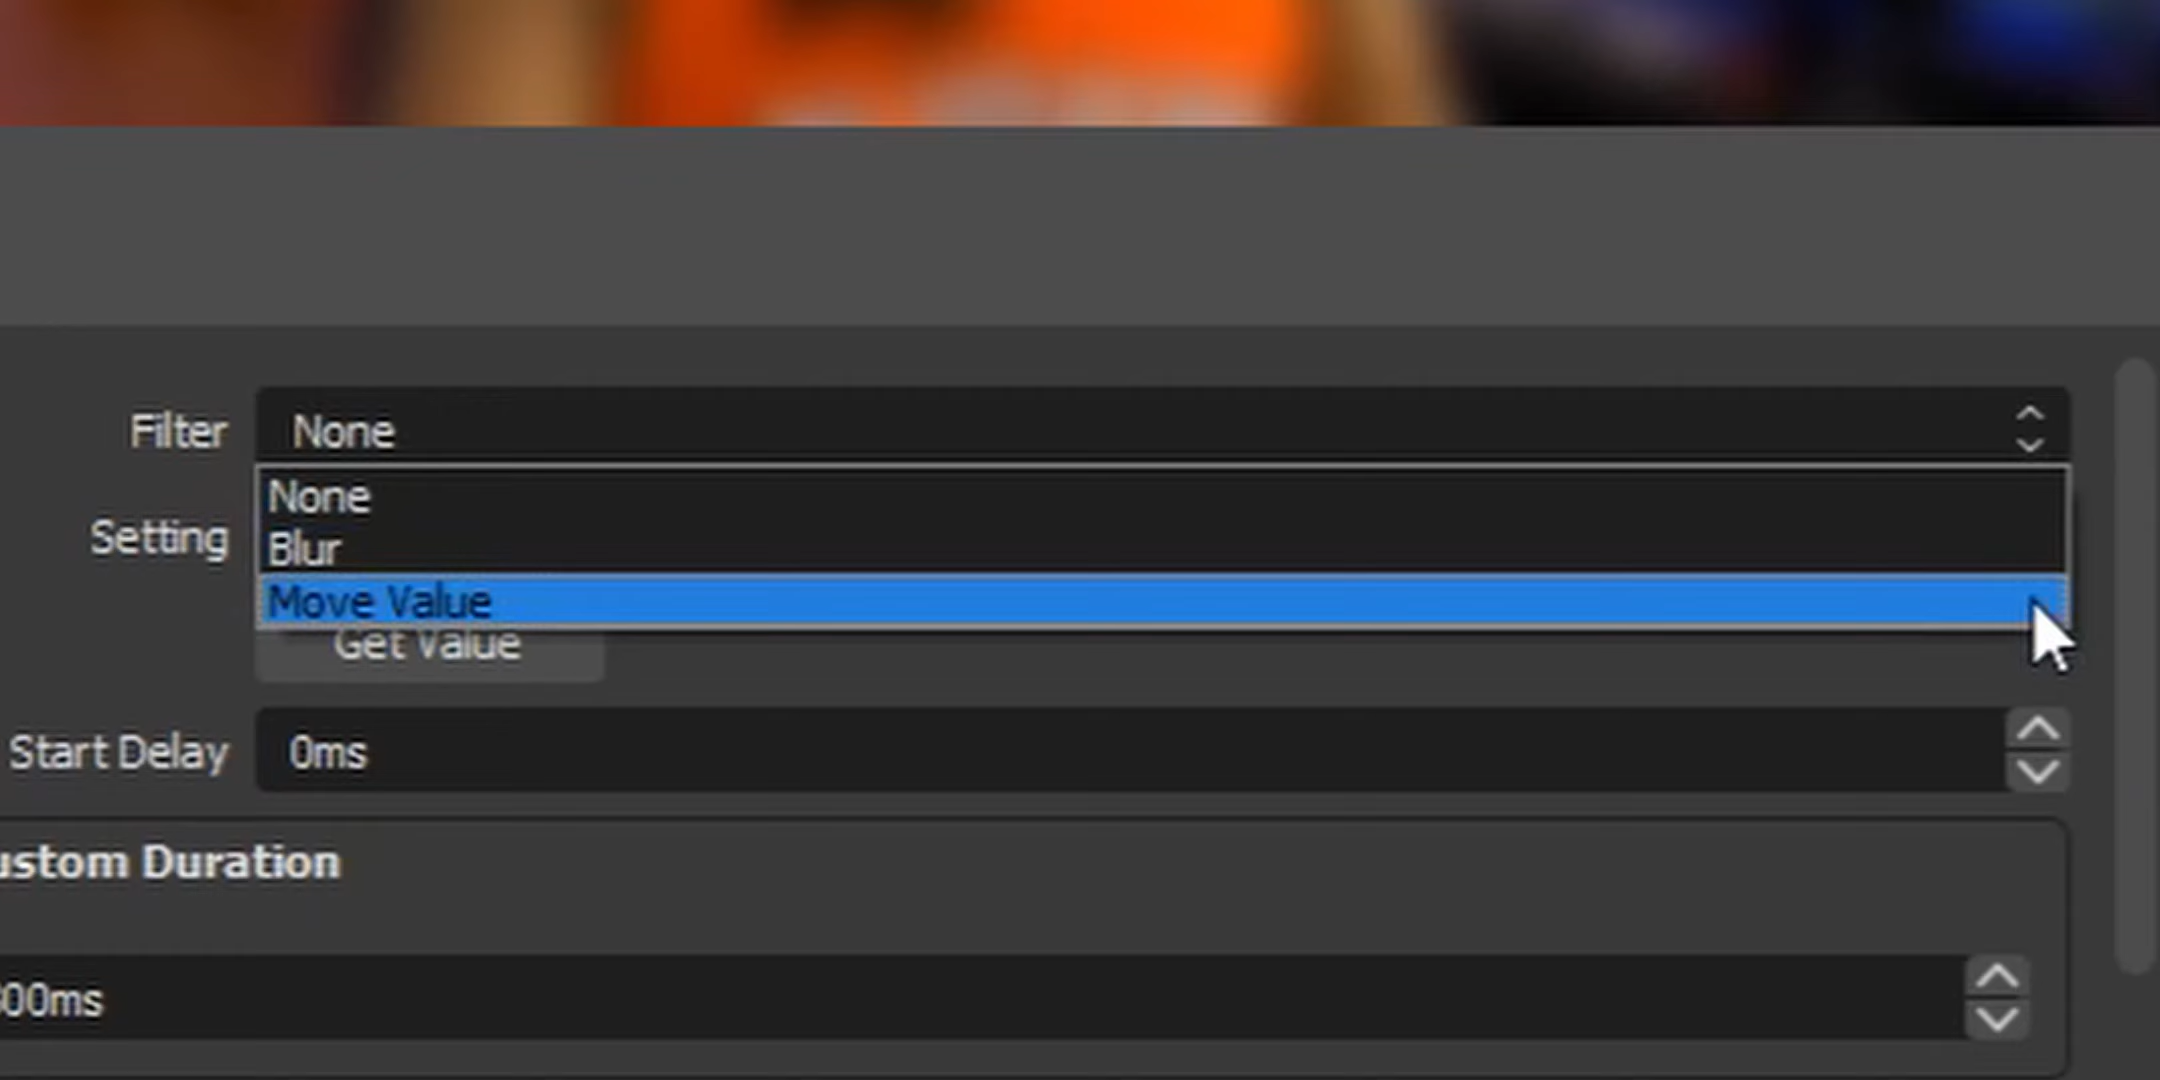 Filter None
None
Setting
Blur
Move Value
Get Value
Start Delay 0ms
ustom Duration
00ms